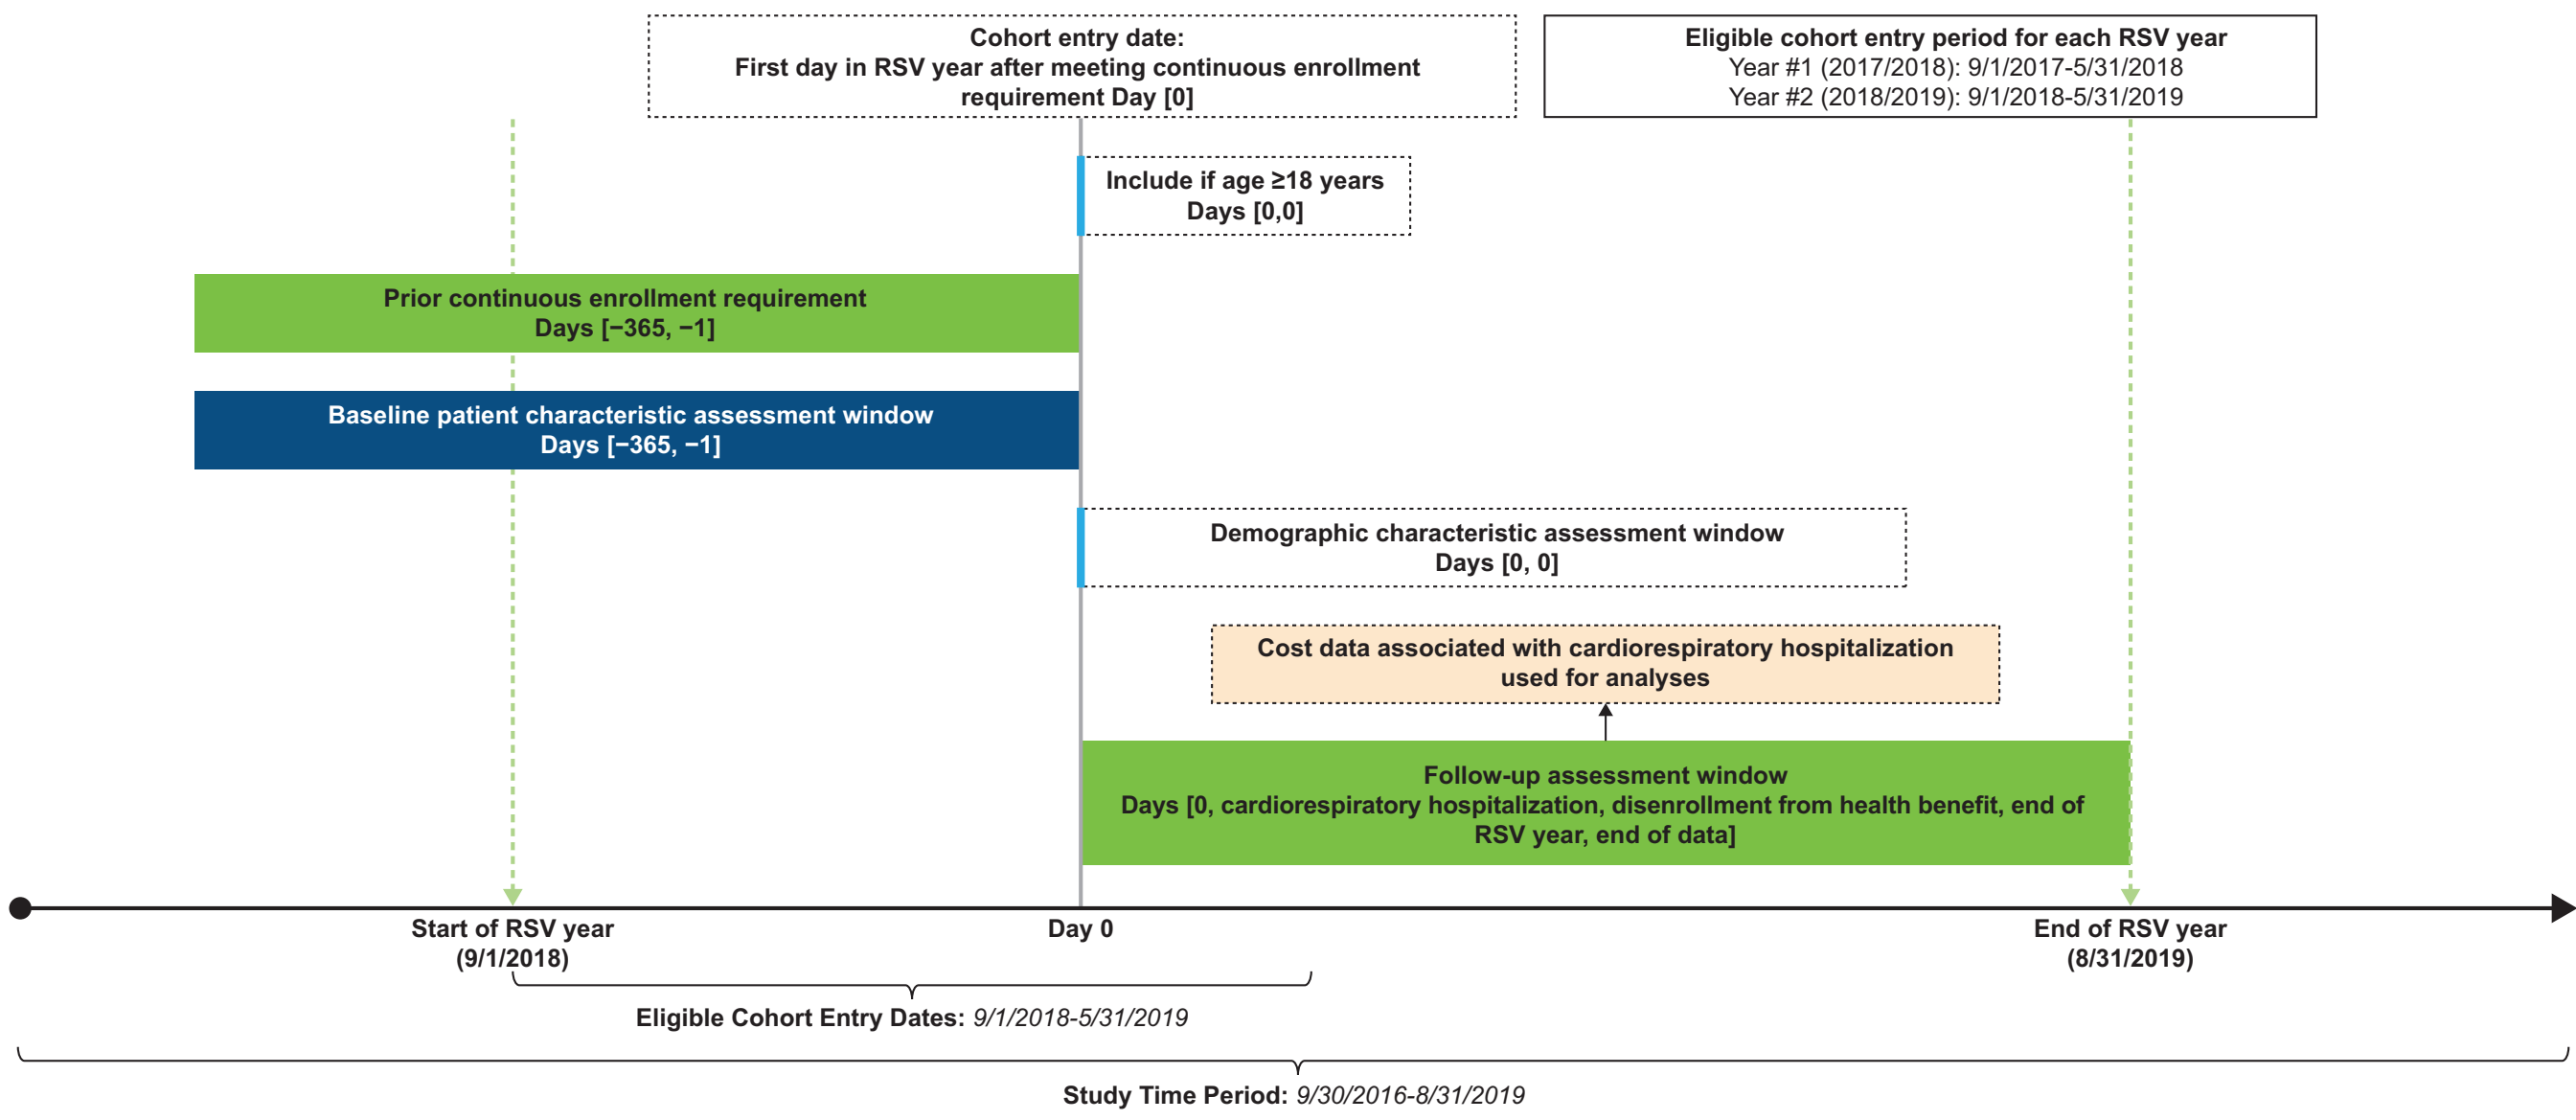 Cohort entry date:
First day in RSV year after meeting continuous enrollment
requirement Day [0]
Eligible cohort entry period for each RSV year
Year #1 (2017/2018): 9/1/2017-5/31/2018
Year #2 (2018/2019): 9/1/2018-5/31/2019
Include if age ≥18 years
Days [0,0]
Prior continuous enrollment requirement
Days [−365, −1]
Baseline patient characteristic assessment window
Days [−365, −1]
Demographic characteristic assessment window
Days [0, 0]
Cost data associated with cardiorespiratory hospitalization
used for analyses
Follow-up assessment window
Days [0, cardiorespiratory hospitalization, disenrollment from health benefit, end of
RSV year, end of data]
Start of RSV year
(9/1/2018)
Day 0
End of RSV year
(8/31/2019)
Eligible Cohort Entry Dates: 9/1/2018-5/31/2019
Study Time Period: 9/30/2016-8/31/2019